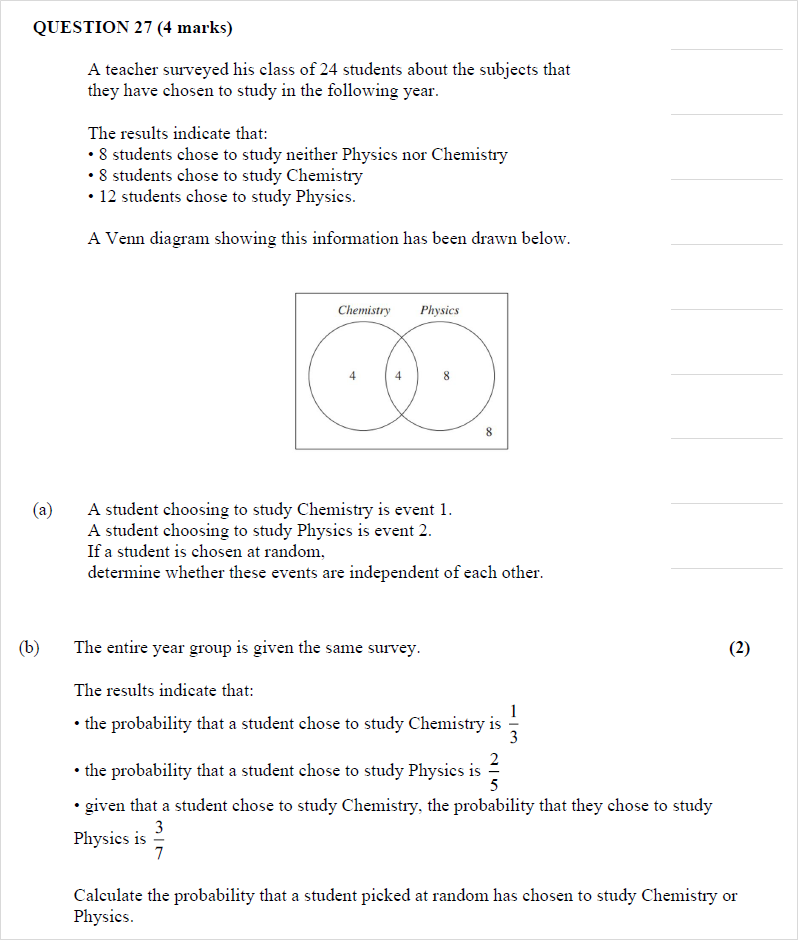 QUESTION 27 (4 marks)
A teacher surveyed his class of 24 students about the subjects that
they have chosen to study in the following year.
The results indicate that:
• 8 students chose to study neither Physics nor Chemistry
• 8 students chose to study Chemistry
• 12 students chose to study Physics.
A Venn diagram showing this information has been drawn below.
Chemistry Physics
4 4 8
8
(a) A student choosing to study Chemistry is event 1.
A student choosing to study Physics is event 2.
If a student is chosen at random,
determine whether these events are independent of each other.
(b) The entire year group is given the same survey. (2)
The results indicate that:
• the probability that a student chose to study Chemistry is 1/3
• the probability that a student chose to study Physics is 2/5
• given that a student chose to study Chemistry, the probability that they chose to study
Physics is 3/7
Calculate the probability that a student picked at random has chosen to study Chemistry or
Physics.